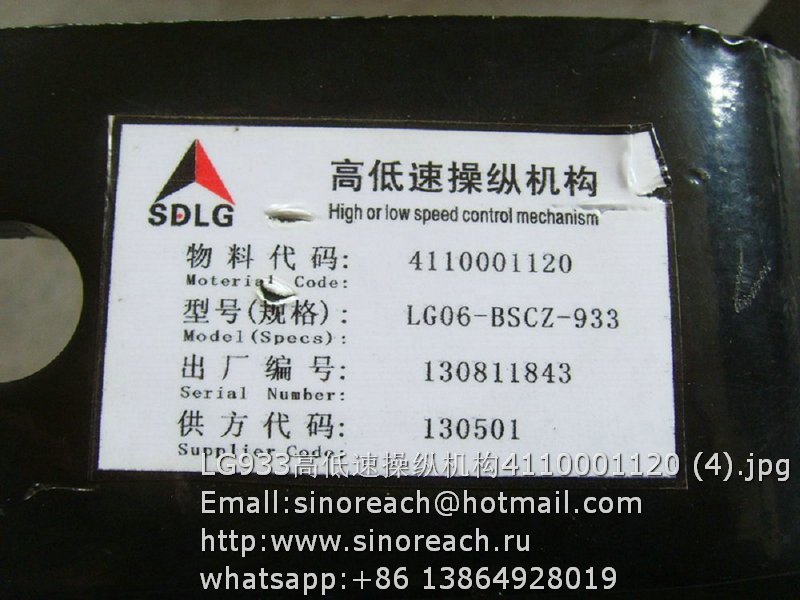 SDLG
高低速操纵机构
High or low speed control mechanism
物料代码: 4110001120
Moterial Code:
型号(规格): LG06-BSCZ-933
Model(Specs):
出厂编号: 130811843
Serial Number:
供方代码: 130501
Supplier Code:
LG933高低速操纵机构4110001120 (4).jpg
Emall:sinoreach@hotmail.com
http:www.sinoreach.ru
whatsapp:+86 13864928019